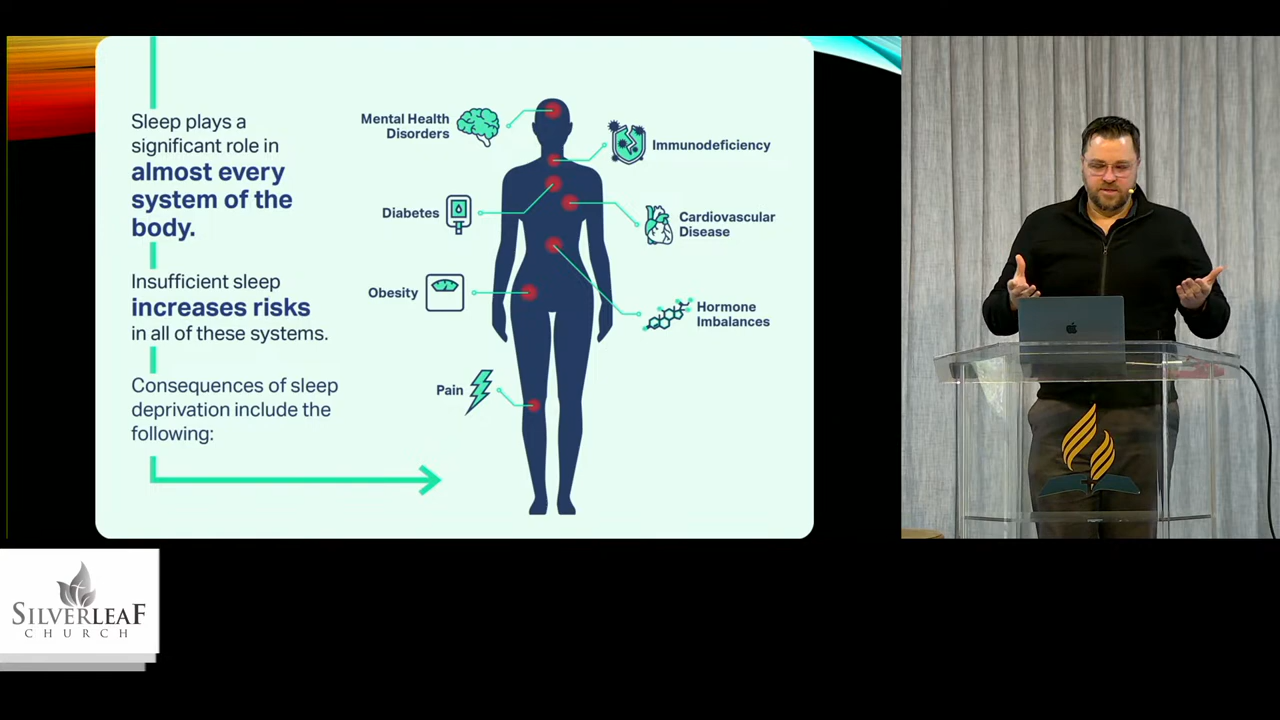 Sleep plays a
significant role in
almost every
system of the
body.
Insufficient sleep
increases risks
in all of these systems.
Consequences of sleep
deprivation include the
following:
Mental Health
Disorders
Immunodeficiency
Diabetes
Cardiovascular
Disease
Obesity
Hormone
Imbalances
Pain
SILVERLEAF
CHURCH